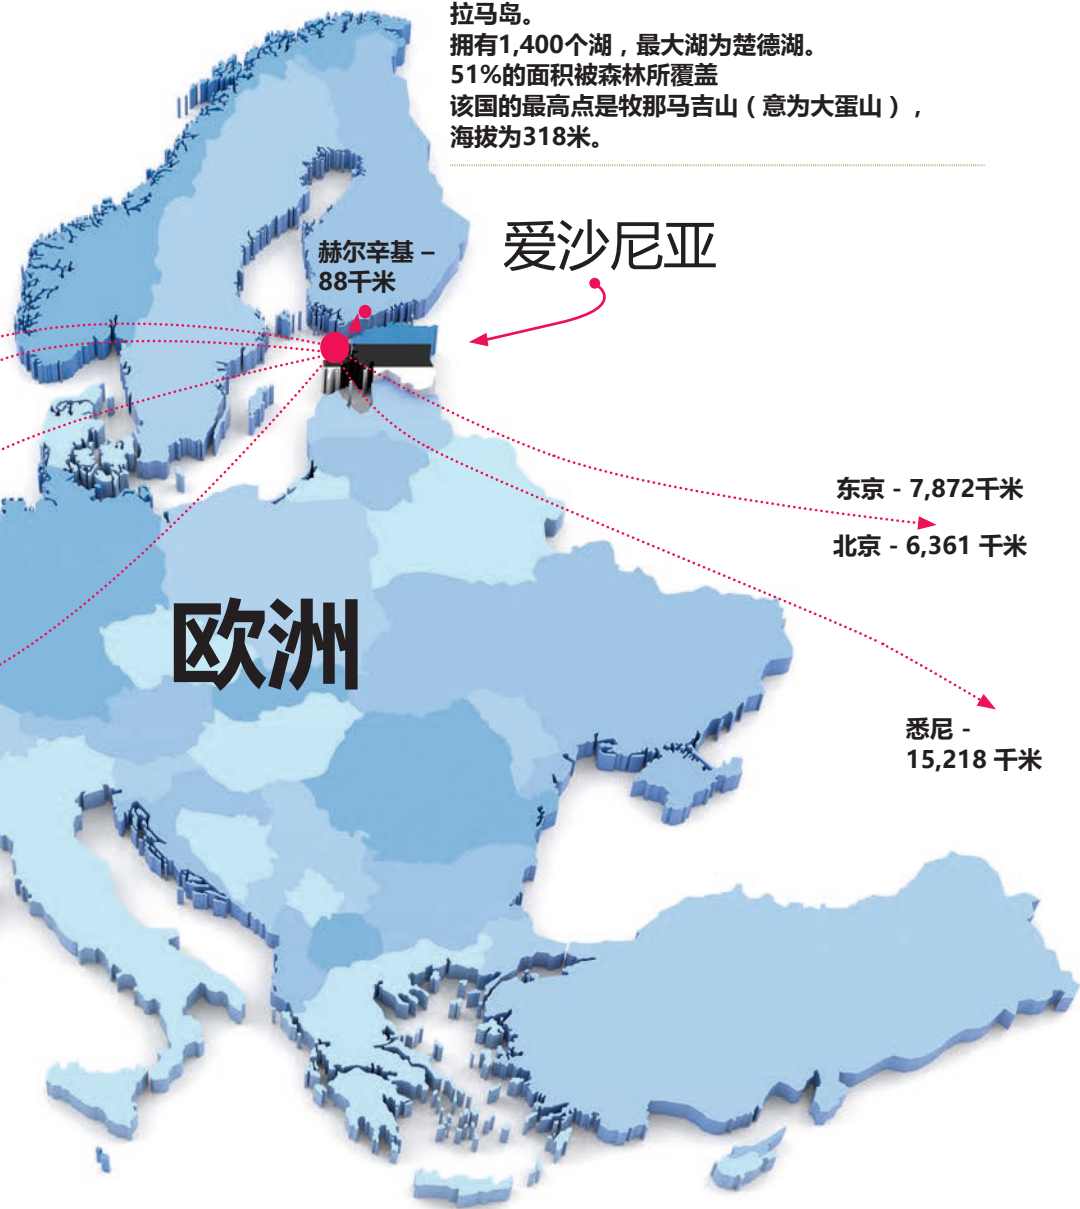 拉马岛。
拥有1,400个湖，最大湖为楚德湖。
51%的面积被森林所覆盖
该国的最高点是牧那马吉山（意为大蛋山），
海拔为318米。
爱沙尼亚
赫尔辛基 –
88千米
东京 - 7,872千米
北京 - 6,361 千米
欧洲
悉尼 -
15,218 千米